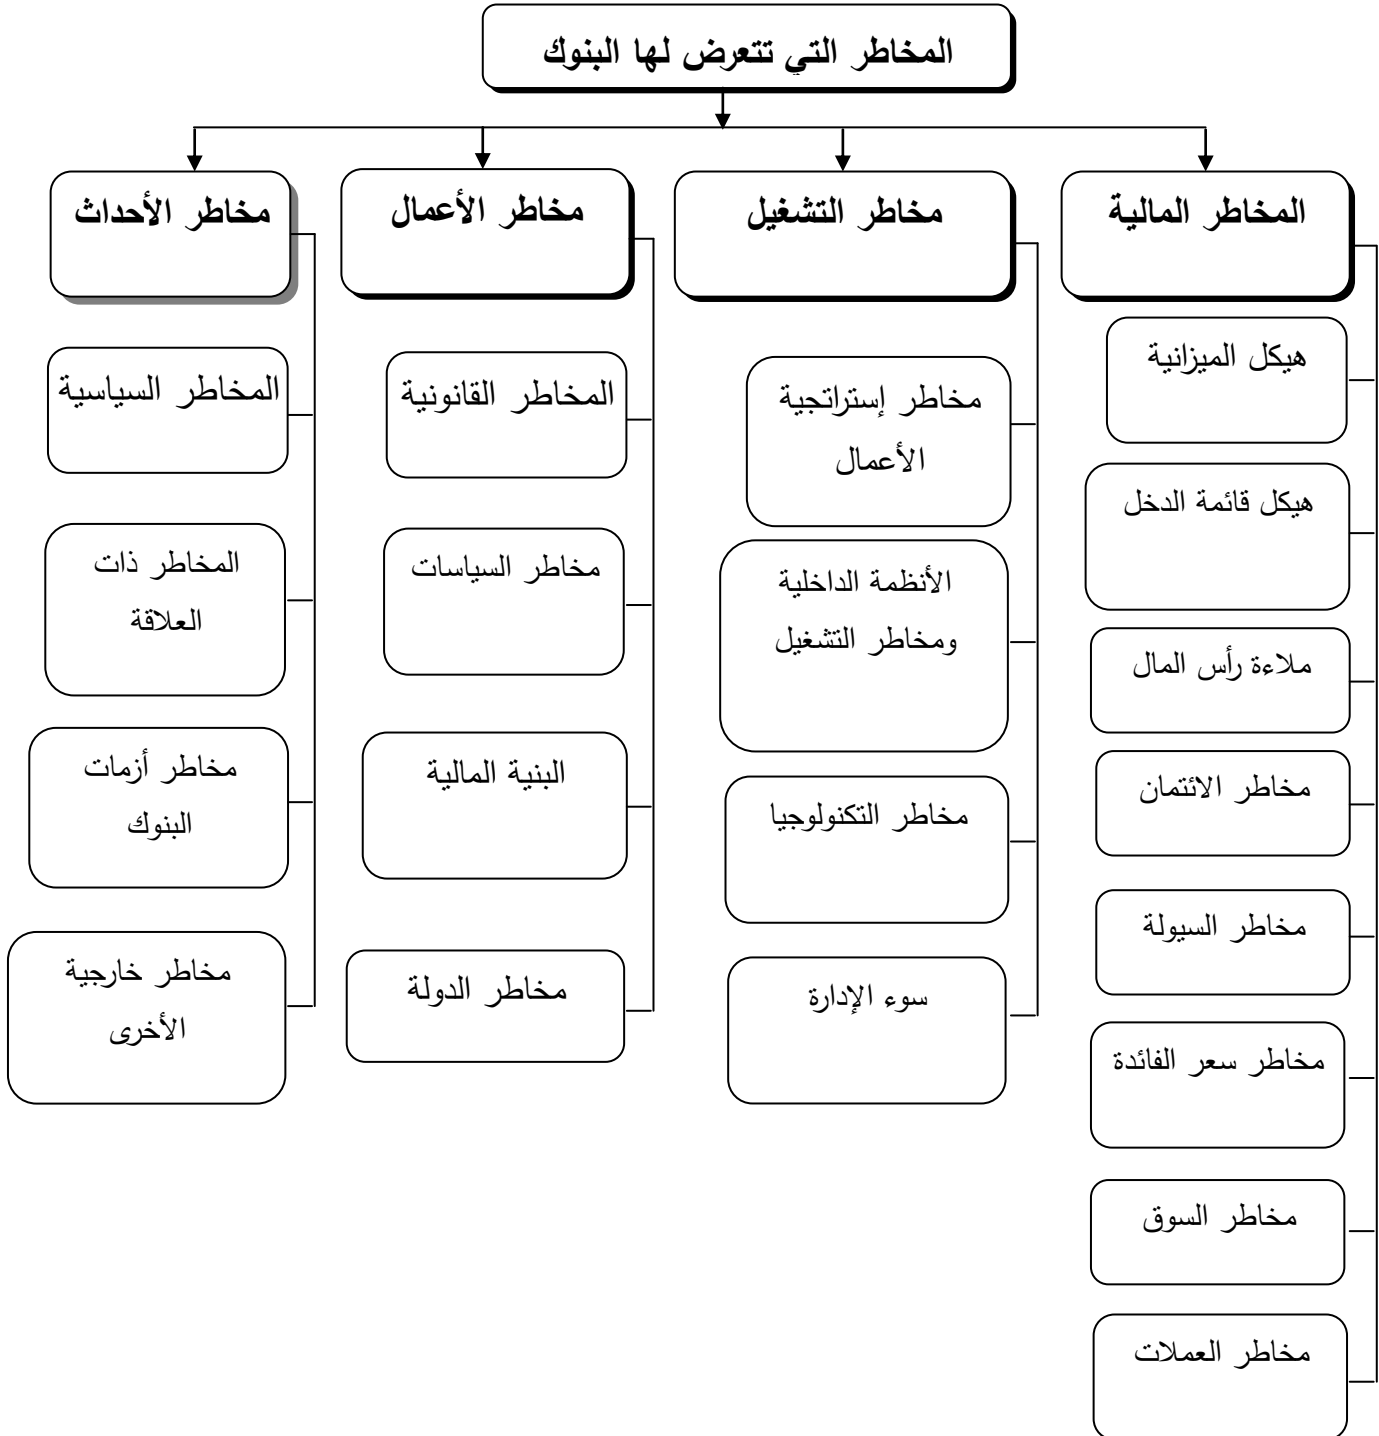 المخاطر التي تتعرض لها البنوك
المخاطر المالية
مخاطر التشغيل
مخاطر الأعمال
مخاطر الأحداث
هيكل الميزانية
هيكل قائمة الدخل
ملاءة رأس المال
مخاطر الائتمان
مخاطر السيولة
مخاطر سعر الفائدة
مخاطر السوق
مخاطر العملات
مخاطر إستراتجية
الأعمال
الأنظمة الداخلية
ومخاطر التشغيل
مخاطر التكنولوجيا
سوء الإدارة
المخاطر القانونية
مخاطر السياسات
البنية المالية
مخاطر الدولة
المخاطر السياسية
المخاطر ذات
العلاقة
مخاطر أزمات
البنوك
مخاطر خارجية
الأخرى